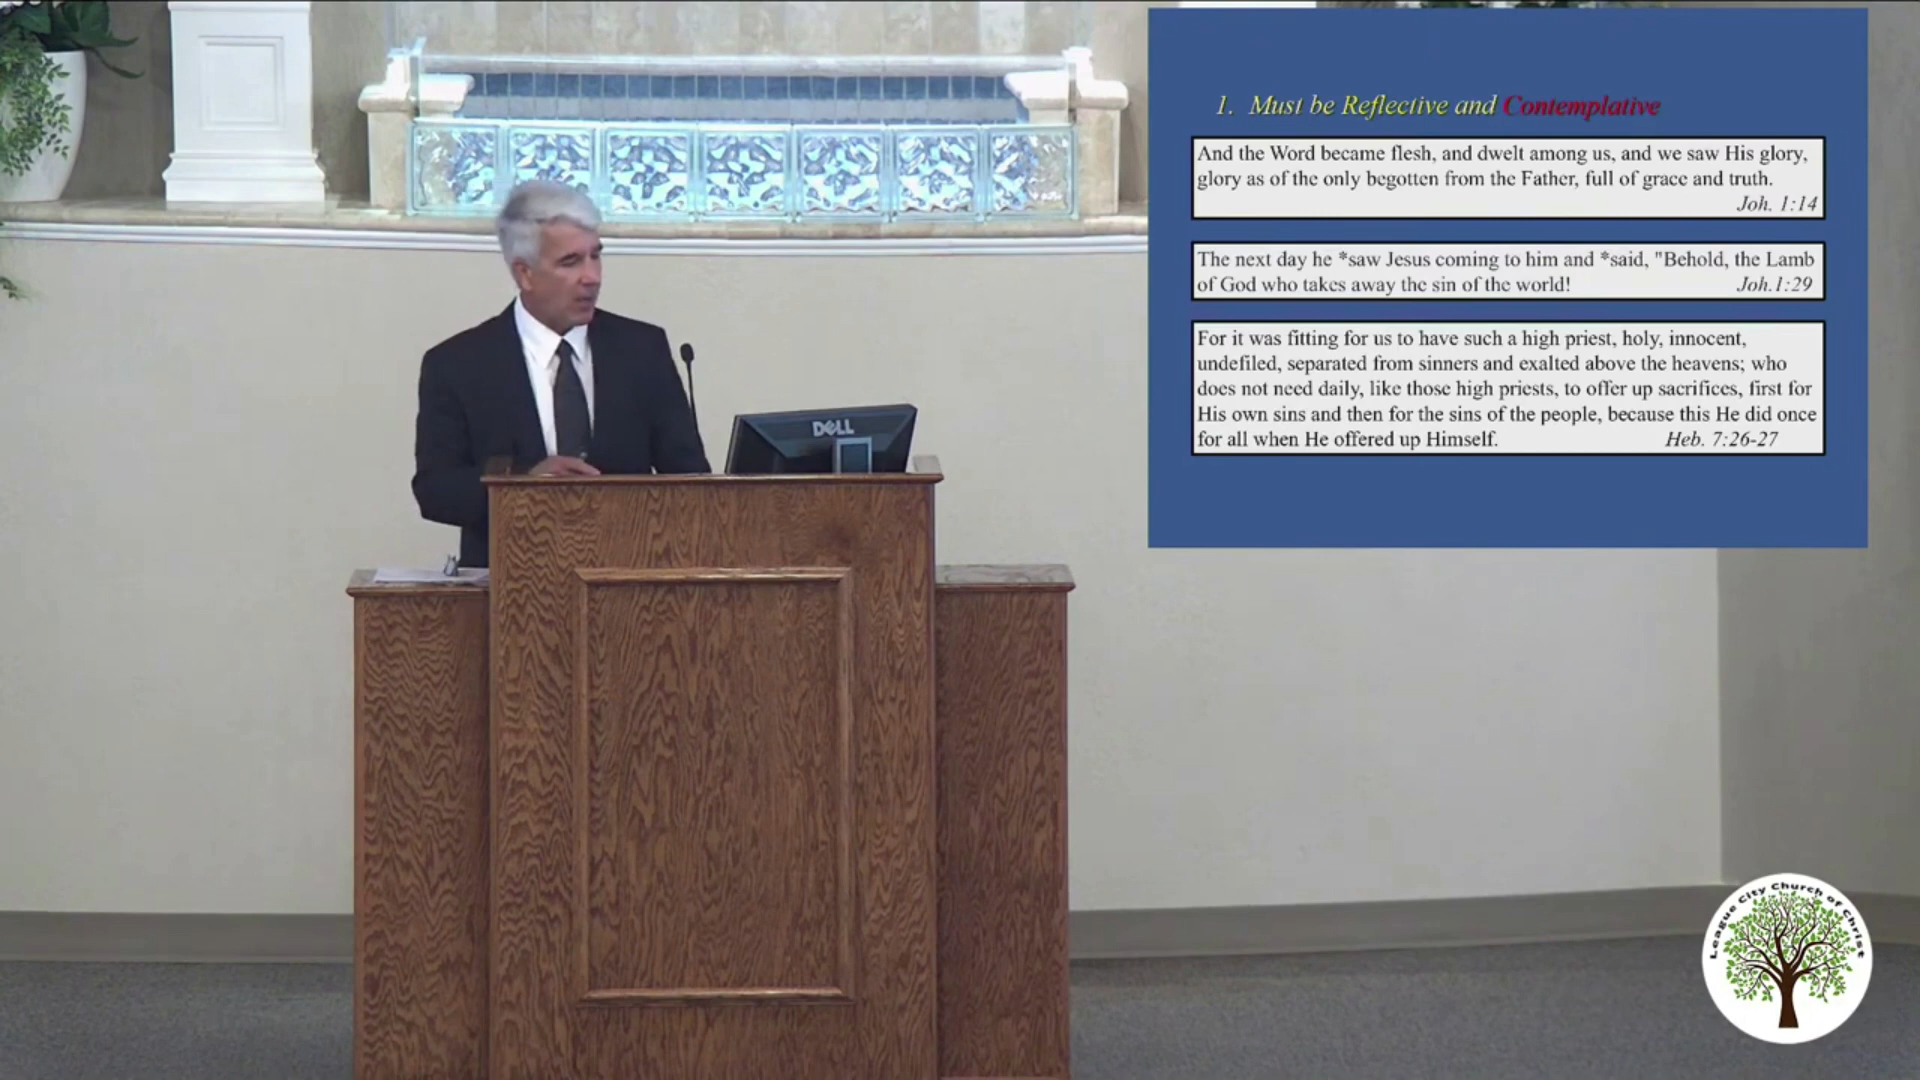 1. Must be Reflective and Contemplative
And the Word became flesh, and dwelt among us, and we saw His glory,
glory as of the only begotten from the Father, full of grace and truth.
Joh. 1:14
The next day he *saw Jesus coming to him and *said, "Behold, the Lamb
of God who takes away the sin of the world! Joh.1:29
For it was fitting for us to have such a high priest, holy, innocent,
undefiled, separated from sinners and exalted above the heavens; who
does not need daily, like those high priests, to offer up sacrifices, first for
His own sins and then for the sins of the people, because this He did once
for all when He offered up Himself. Heb. 7:26-27
DELL
League City Church of Christ